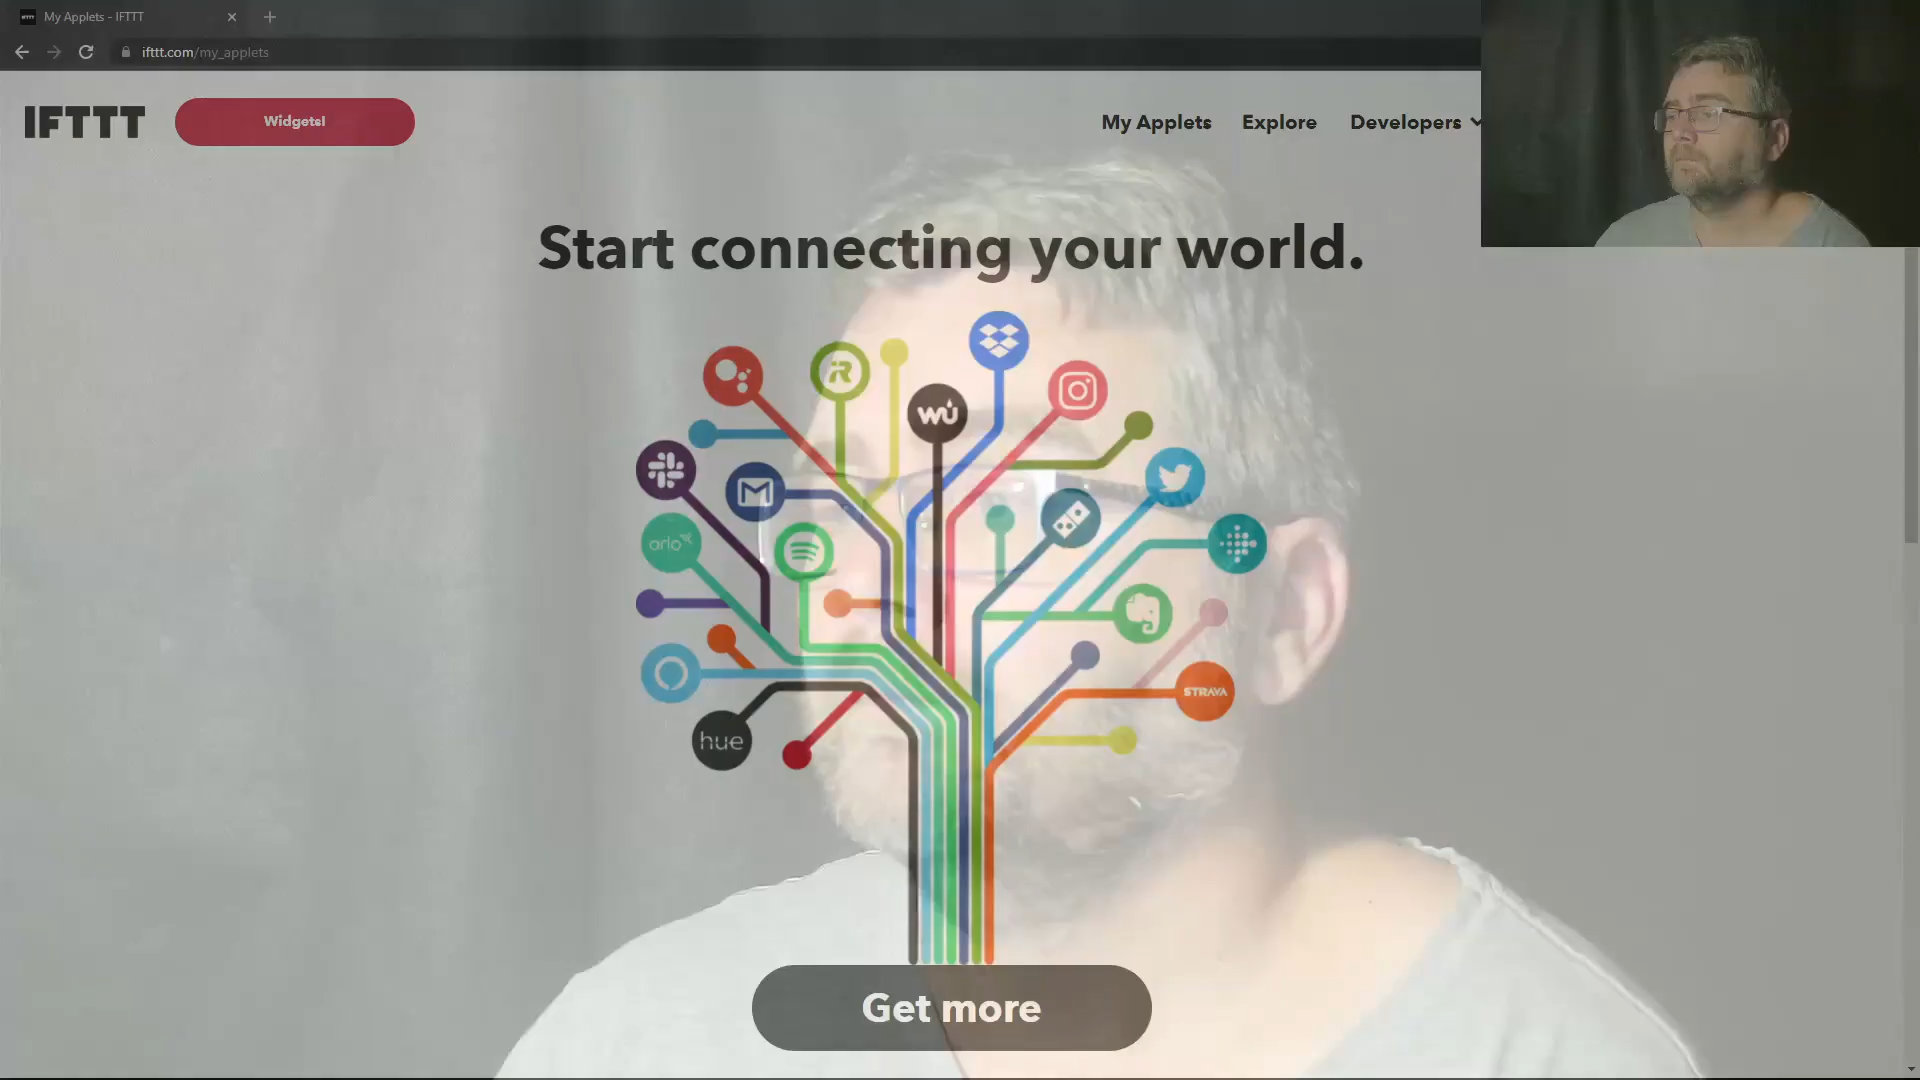 My Applets - IFTTT
ifttt.com/my_applets
IFTTT
Widgets!
My Applets
Explore
Developers
Start connecting your world.
R
WU
arlo
STRAVA
hue
Get more